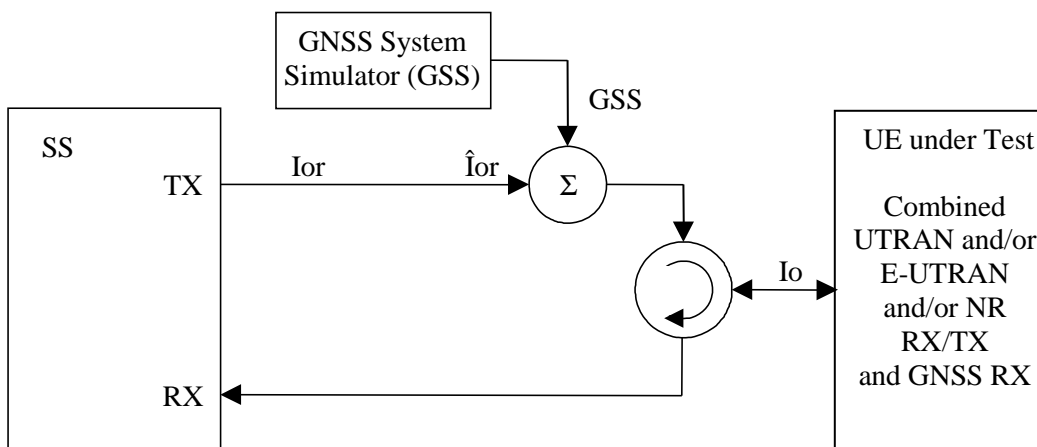 GNSS System
Simulator (GSS)
GSS
SS
TX
Ior
Îor
Σ
UE under Test
Combined
UTRAN and/or
E-UTRAN
and/or NR
RX/TX
and GNSS RX
Io
RX